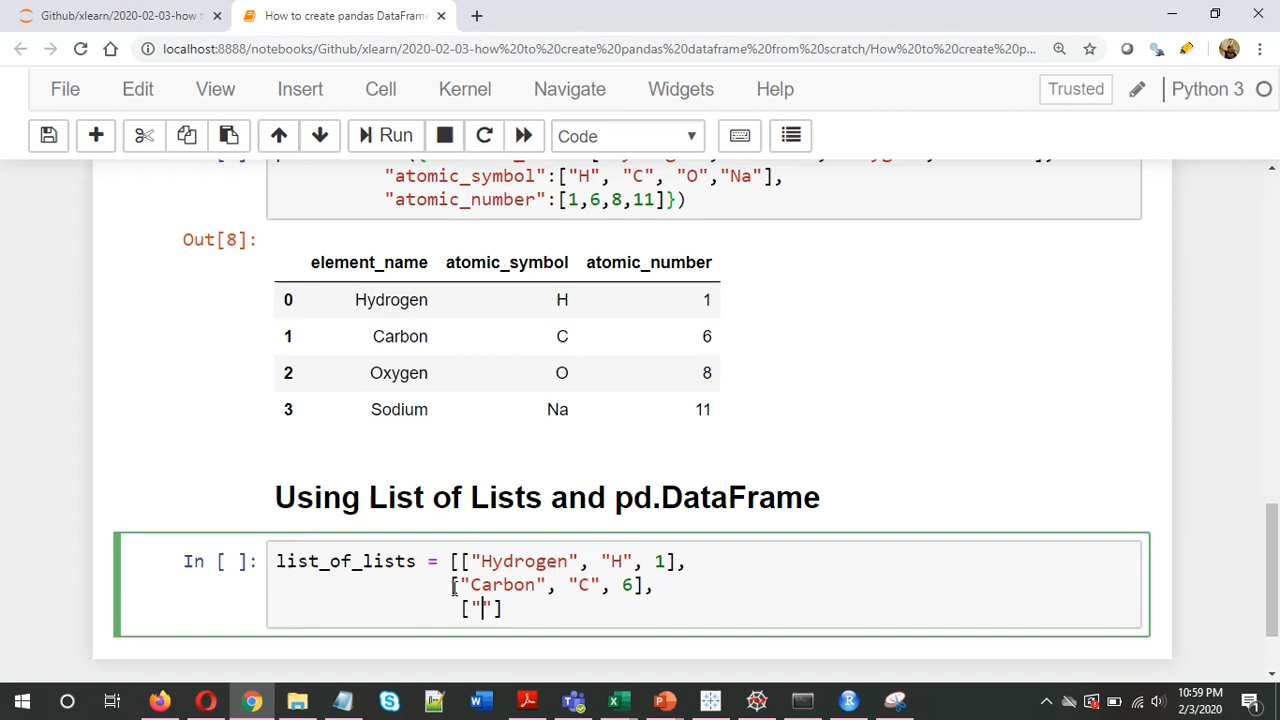 Github/xlearn/2020-02-03-how t
How to create pandas DataFrame
localhost:8888/notebooks/Github/xlearn/2020-02-03-how%20to%20create%20pandas%20dataframe%20from%20scratch/How%20to%20create%20p...
File Edit View Insert Cell Kernel Navigate Widgets Help Trusted Python 3
Run Code
"atomic_symbol":["H", "C", "O","Na"],
"atomic_number":[1,6,8,11]})
Out[8]:
element_name atomic_symbol atomic_number
0 Hydrogen H 1
1 Carbon C 6
2 Oxygen O 8
3 Sodium Na 11
Using List of Lists and pd.DataFrame
In [ ]: list_of_lists = [["Hydrogen", "H", 1],
["Carbon", "C", 6],
[""]
10:59 PM
2/3/2020